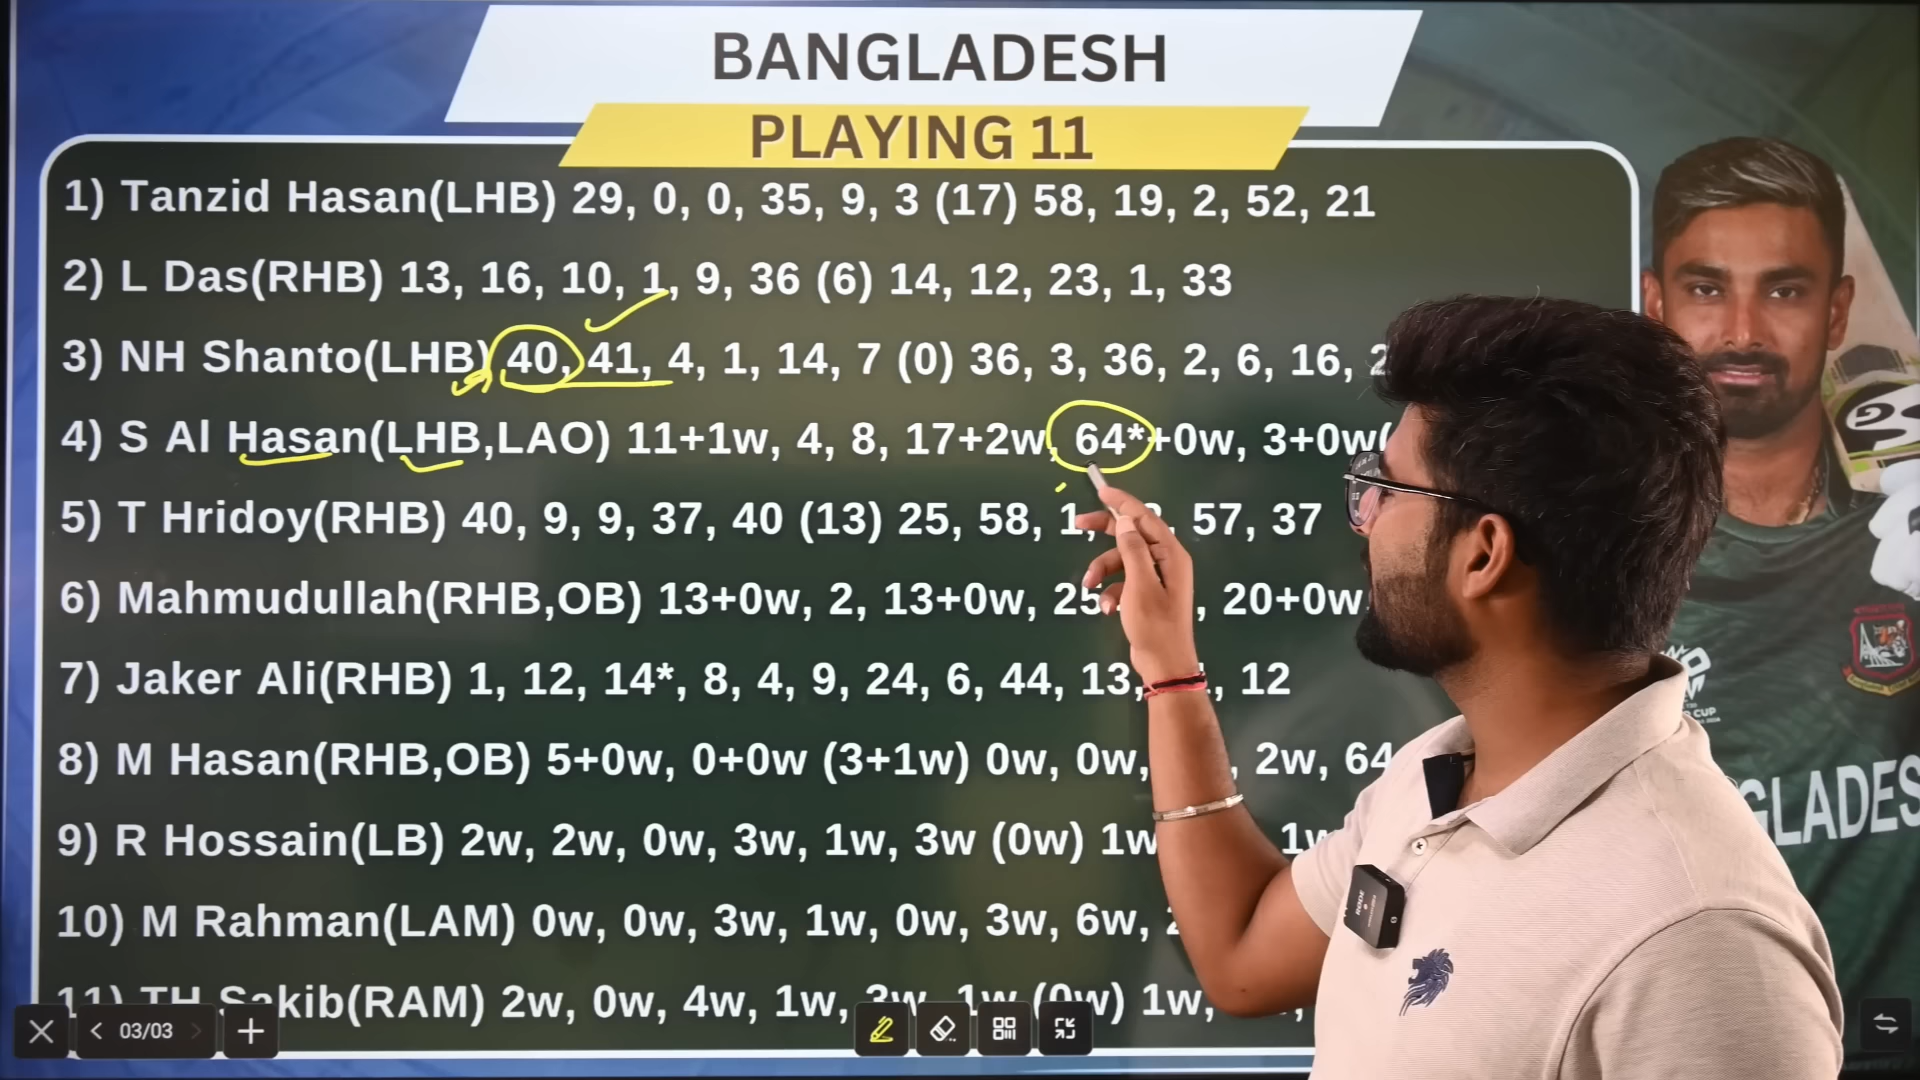 BANGLADESH
PLAYING 11
1) Tanzid Hasan(LHB) 29, 0, 0, 35, 9, 3 (17) 58, 19, 2, 52, 21
2) L Das(RHB) 13, 16, 10, 1, 9, 36 (6) 14, 12, 23, 1, 33
3) NH Shanto(LHB) 40, 41, 4, 1, 14, 7 (0) 36, 3, 36, 2, 6, 16,
4) S Al Hasan(LHB,LAO) 11+1w, 4, 8, 17+2w, 64*+0w, 3+0w(
5) T Hridoy(RHB) 40, 9, 9, 37, 40 (13) 25, 58, 1, 57, 37
6) Mahmudullah(RHB,OB) 13+0w, 2, 13+0w, 20+0w
7) Jaker Ali(RHB) 1, 12, 14*, 8, 4, 9, 24, 6, 44, 13, 12
8) M Hasan(RHB,OB) 5+0w, 0+0w (3+1w) 0w, 0w, 2w, 64
9) R Hossain(LB) 2w, 2w, 0w, 3w, 1w, 3w (0w) 1w
10) M Rahman(LAM) 0w, 0w, 3w, 1w, 0w, 3w, 6w,
11) TH Sakib(RAM) 2w, 0w, 4w, 1w, 3w, 1w (0w) 1w,
03/03
RODE
CUP